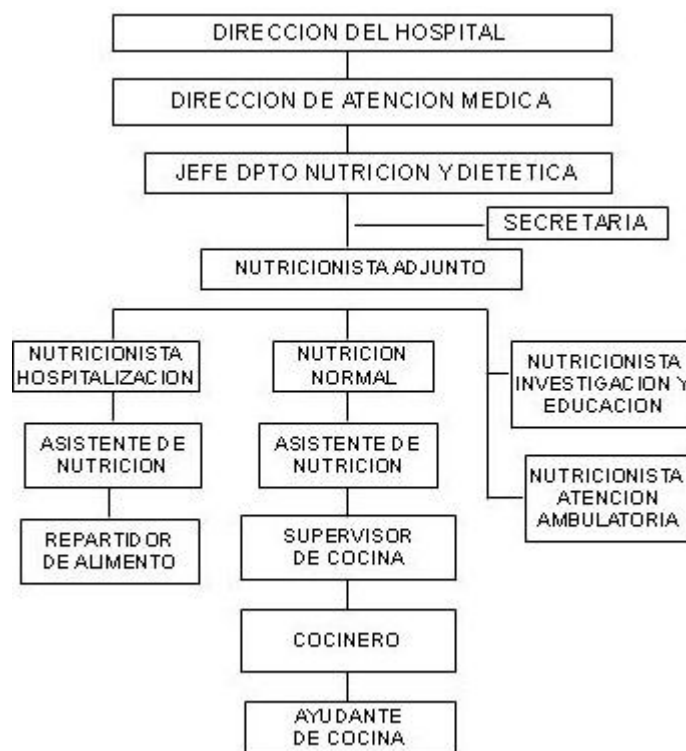 DIRECCION DEL HOSPITAL
DIRECCION DE ATENCION MEDICA
JEFE DPTO NUTRICION Y DIETETICA
SECRETARIA
NUTRICIONISTA ADJUNTO
NUTRICIONISTA
HOSPITALIZACION
NUTRICION
NORMAL
NUTRICIONISTA
INVESTIGACION Y
EDUCACION
ASISTENTE DE
NUTRICION
ASISTENTE DE
NUTRICION
NUTRICIONISTA
ATENCION
AMBULATORIA
REPARTIDOR
DE ALIMENTO
SUPERVISOR
DE COCINA
COCINERO
AYUDANTE
DE COCINA